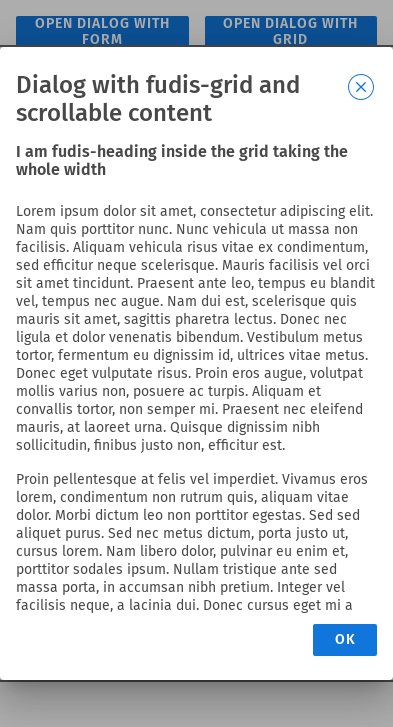 OPEN DIALOG WITH
FORM
OPEN DIALOG WITH
GRID
Dialog with fudis-grid and
scrollable content
I am fudis-heading inside the grid taking the
whole width
Lorem ipsum dolor sit amet, consectetur adipiscing elit.
Nam quis porttitor nunc. Nunc vehicula ut massa non
facilisis. Aliquam vehicula risus vitae ex condimentum,
sed efficitur neque scelerisque. Mauris facilisis vel orci
sit amet tincidunt. Praesent ante leo, tempus eu blandit
vel, tempus nec augue. Nam dui est, scelerisque quis
mauris sit amet, sagittis pharetra lectus. Donec nec
ligula et dolor venenatis bibendum. Vestibulum metus
tortor, fermentum eu dignissim id, ultrices vitae metus.
Donec eget vulputate risus. Proin eros augue, volutpat
mollis varius non, posuere ac turpis. Aliquam et
convallis tortor, non semper mi. Praesent nec eleifend
mauris, at laoreet urna. Quisque dignissim nibh
sollicitudin, finibus justo non, efficitur est.
Proin pellentesque at felis vel imperdiet. Vivamus eros
lorem, condimentum non rutrum quis, aliquam vitae
dolor. Morbi dictum leo non porttitor egestas. Sed sed
aliquet purus. Sed nec metus dictum, porta justo ut,
cursus lorem. Nam libero dolor, pulvinar eu enim et,
porttitor sodales ipsum. Nullam tristique ante sed
massa porta, in accumsan nibh pretium. Integer vel
facilisis neque, a lacinia dui. Donec cursus eget mi a
OK